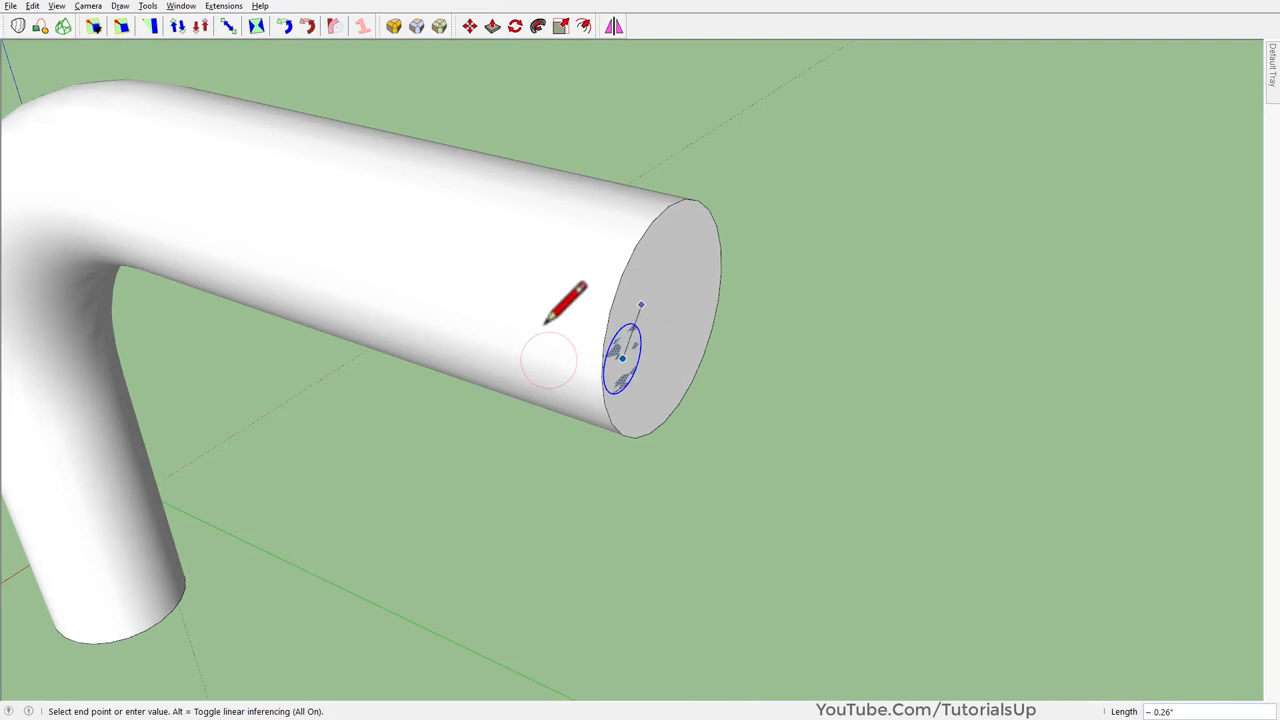 File Edit View Camera Draw Tools Window Extensions Help
Default Tray
Select end point or enter value. Alt = Toggle linear inferencing (All On).
YouTube.Com/TutorialsUp
Length ~ 0.26"